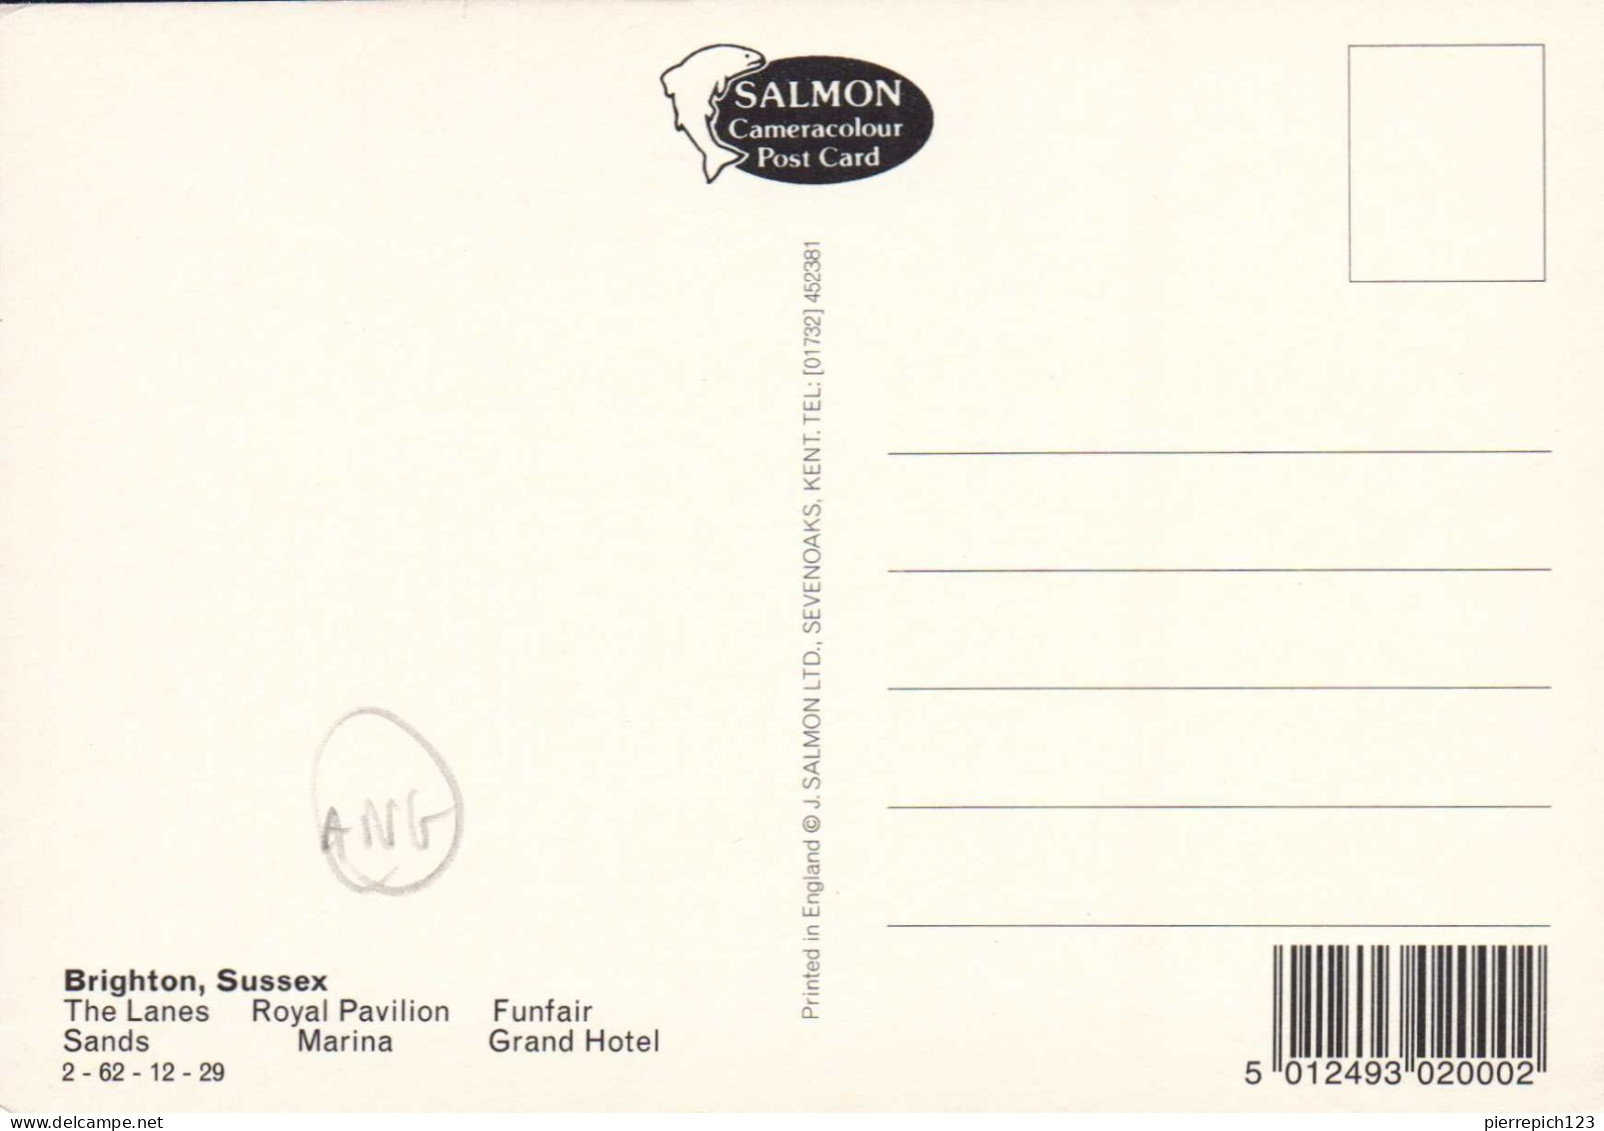 SALMON
Cameracolour
Post Card
Printed in England © J. SALMON LTD., SEVENOAKS, KENT. TEL: [01732] 452381
ANG
Brighton, Sussex
The Lanes Royal Pavilion Funfair
Sands Marina Grand Hotel
2 - 62 - 12 - 29
5 012493 020002
pierrepich123